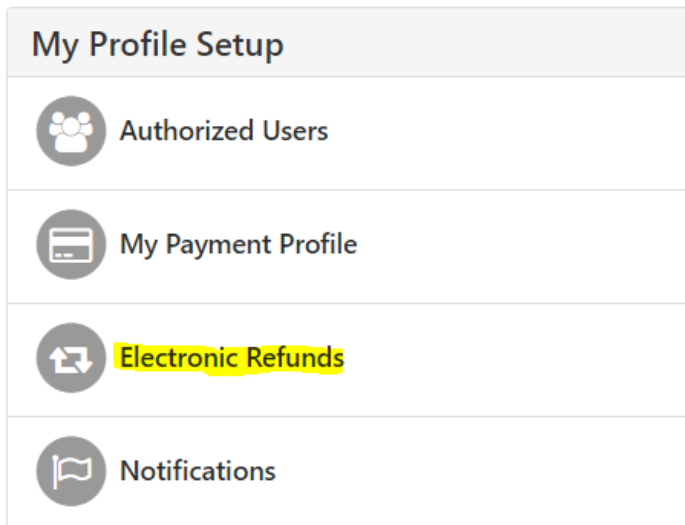 My Profile Setup
Authorized Users
My Payment Profile
Electronic Refunds
Notifications